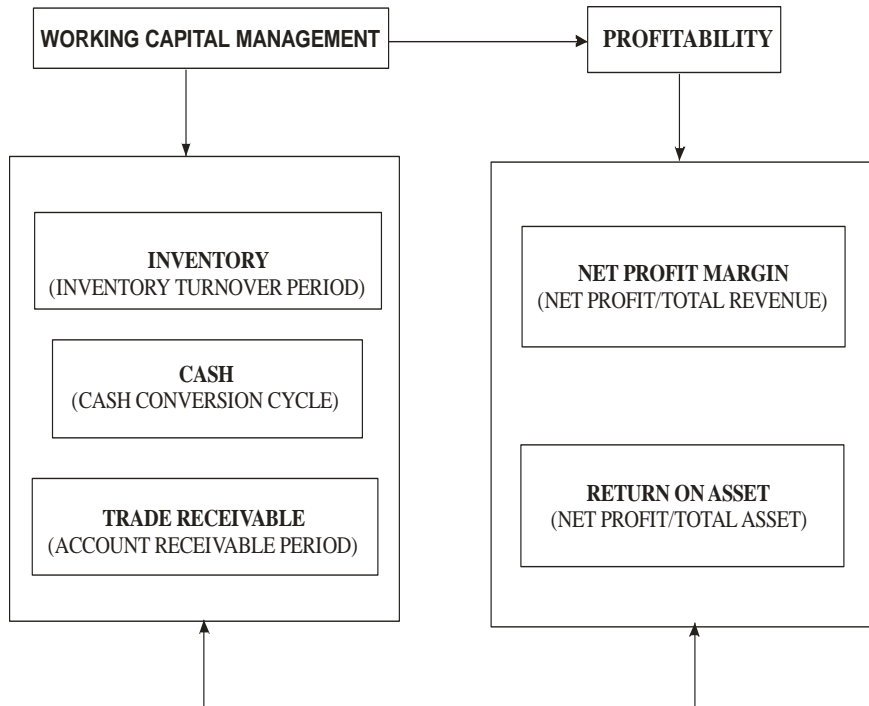 WORKING CAPITAL MANAGEMENT
PROFITABILITY
INVENTORY
(INVENTORY TURNOVER PERIOD)
CASH
(CASH CONVERSION CYCLE)
TRADE RECEIVABLE
(ACCOUNT RECEIVABLE PERIOD)
NET PROFIT MARGIN
(NET PROFIT/TOTAL REVENUE)
RETURN ON ASSET
(NET PROFIT/TOTAL ASSET)